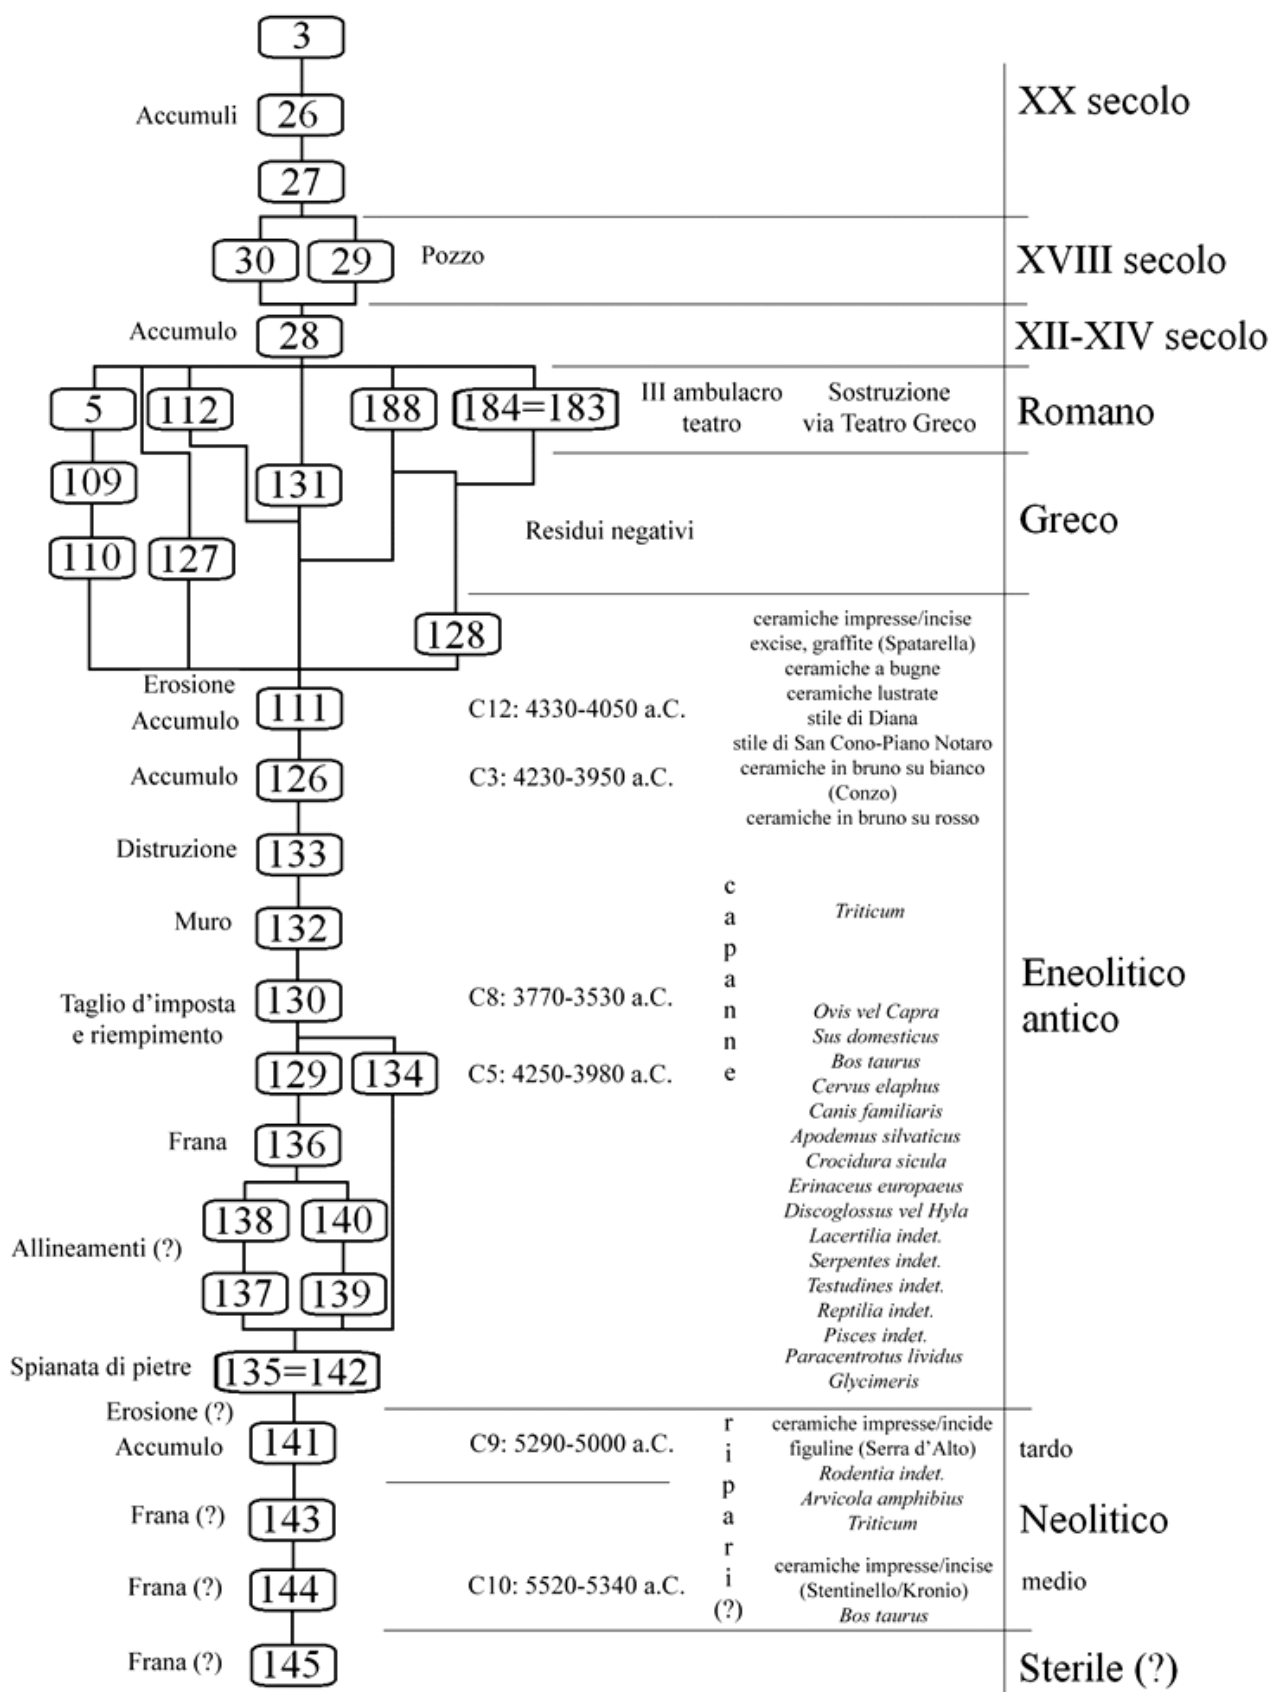 3
XX secolo
Accumuli
26
27
30
29
Pozzo
XVIII secolo
Accumulo
28
XII-XIV secolo
5
112
188
184=183
III ambulacro
teatro
Sostruzione
via Teatro Greco
Romano
109
131
Greco
110
127
Residui negativi
128
ceramiche impresse/incise
excise, graffite (Spatarella)
ceramiche a bugne
ceramiche lustrate
stile di Diana
stile di San Cono-Piano Notaro
ceramiche in bruno su bianco
(Conzo)
ceramiche in bruno su rosso
Erosione
Accumulo
111
C12: 4330-4050 a.C.
Accumulo
126
C3: 4230-3950 a.C.
Distruzione
133
capanne
Triticum
Muro
132
Eneolitico
antico
Taglio d'imposta
e riempimento
130
C8: 3770-3530 a.C.
Ovis vel Capra
Sus domesticus
Bos taurus
Cervus elaphus
Canis familiaris
Apodemus silvaticus
Crocidura sicula
Erinaceus europaeus
Discoglossus vel Hyla
Lacertilia indet.
Serpentes indet.
Testudines indet.
Reptilia indet.
Pisces indet.
Paracentrotus lividus
Glycimeris
129
134
C5: 4250-3980 a.C.
Frana
136
138
140
Allineamenti (?)
137
139
Spianata di pietre
135=142
Erosione (?)
Accumulo
141
C9: 5290-5000 a.C.
ripari
(?)
ceramiche impresse/incide
figuline (Serra d'Alto)
Rodentia indet.
Arvicola amphibius
Triticum
tardo
Frana (?)
143
Neolitico
Frana (?)
144
C10: 5520-5340 a.C.
ceramiche impresse/incise
(Stentinello/Kronio)
Bos taurus
medio
Frana (?)
145
Sterile (?)